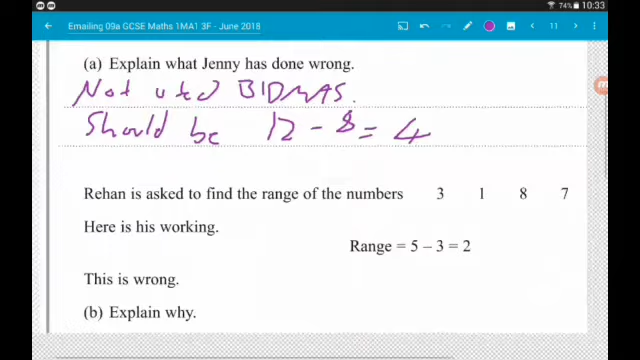 74% 10:33
Emailing 09a GCSE Maths 1MA1 3F - June 2018
11
(a) Explain what Jenny has done wrong.
Not used BIDMAS.
Should be 12 - 8 = 4
Rehan is asked to find the range of the numbers 3 1 8 7
Here is his working.
Range = 5 – 3 = 2
This is wrong.
(b) Explain why.